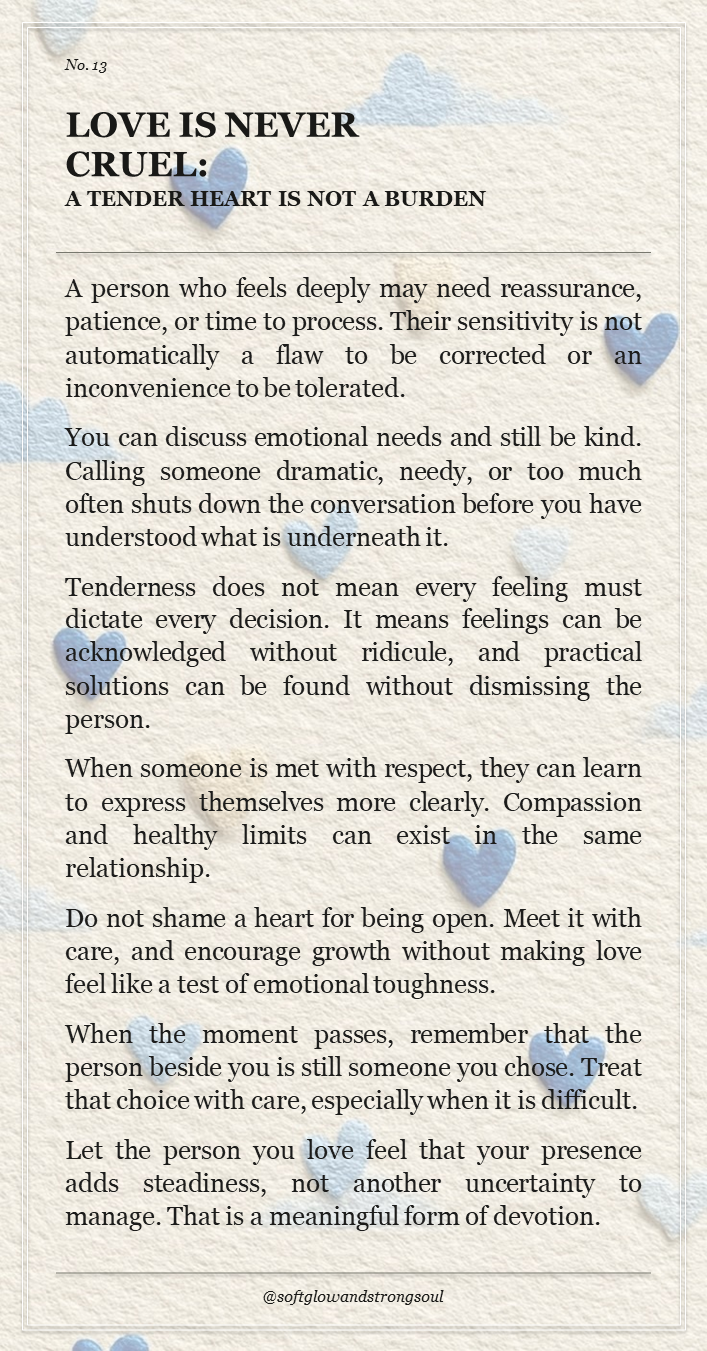 No. 13
LOVE IS NEVER
CRUEL:
A TENDER HEART IS NOT A BURDEN
A person who feels deeply may need reassurance,
patience, or time to process. Their sensitivity is not
automatically a flaw to be corrected or an
inconvenience to be tolerated.
You can discuss emotional needs and still be kind.
Calling someone dramatic, needy, or too much
often shuts down the conversation before you have
understood what is underneath it.
Tenderness does not mean every feeling must
dictate every decision. It means feelings can be
acknowledged without ridicule, and practical
solutions can be found without dismissing the
person.
When someone is met with respect, they can learn
to express themselves more clearly. Compassion
and healthy limits can exist in the same
relationship.
Do not shame a heart for being open. Meet it with
care, and encourage growth without making love
feel like a test of emotional toughness.
When the moment passes, remember that the
person beside you is still someone you chose. Treat
that choice with care, especially when it is difficult.
Let the person you love feel that your presence
adds steadiness, not another uncertainty to
manage. That is a meaningful form of devotion.
@softglowandstrongsoul